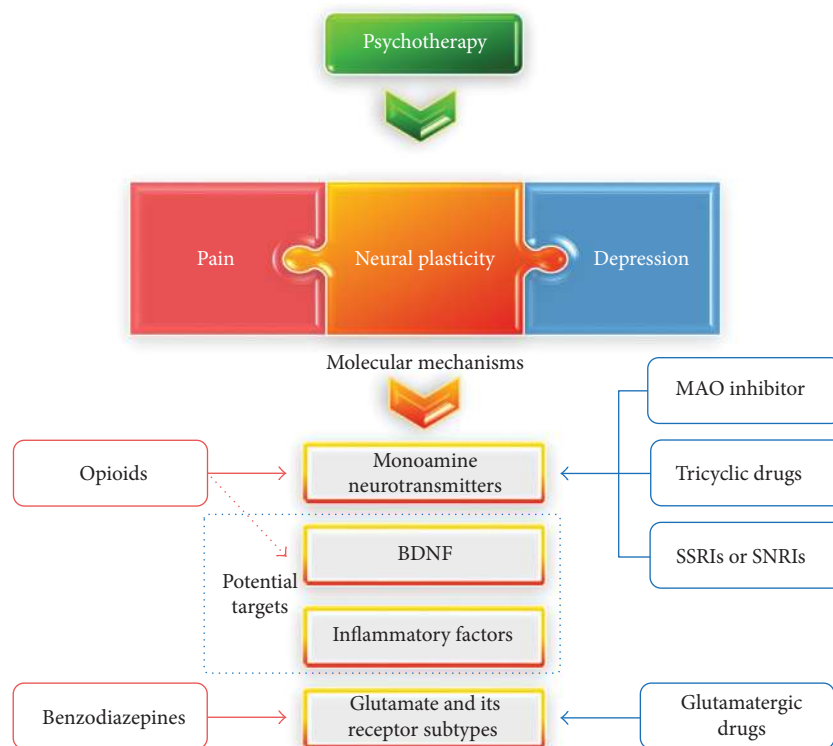 Psychotherapy
Pain
Neural plasticity
Depression
Molecular mechanisms
MAO inhibitor
Opioids
Monoamine
neurotransmitters
Tricyclic drugs
BDNF
SSRIs or SNRIs
Potential
targets
Inflammatory factors
Benzodiazepines
Glutamate and its
receptor subtypes
Glutamatergic
drugs